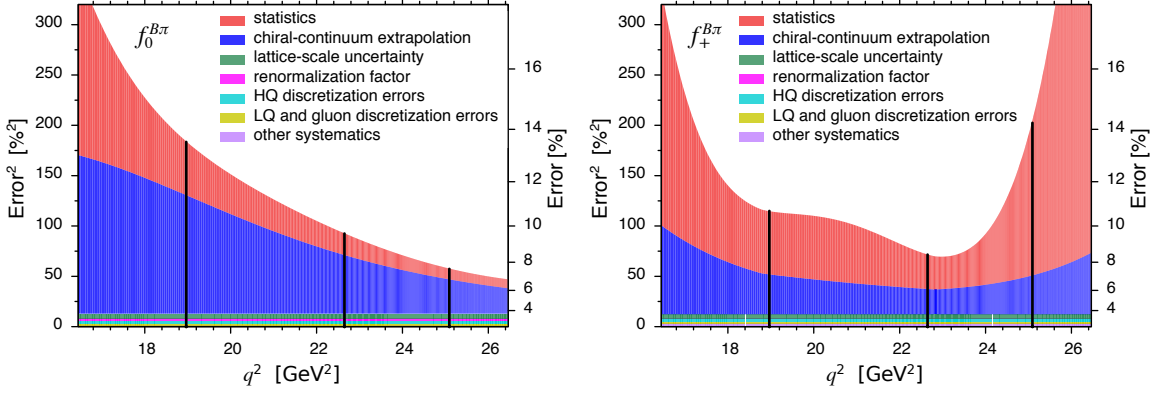 f₀^{Bπ}
statistics
chiral-continuum extrapolation
lattice-scale uncertainty
renormalization factor
HQ discretization errors
LQ and gluon discretization errors
other systematics
300
250
200
150
100
50
0
Error² [%²]
16
14
12
10
8
6
4
Error [%]
18 20 22 24 26
q² [GeV²]
f₊^{Bπ}
statistics
chiral-continuum extrapolation
lattice-scale uncertainty
renormalization factor
HQ discretization errors
LQ and gluon discretization errors
other systematics
300
250
200
150
100
50
0
Error² [%²]
16
14
12
10
8
6
4
Error [%]
18 20 22 24 26
q² [GeV²]